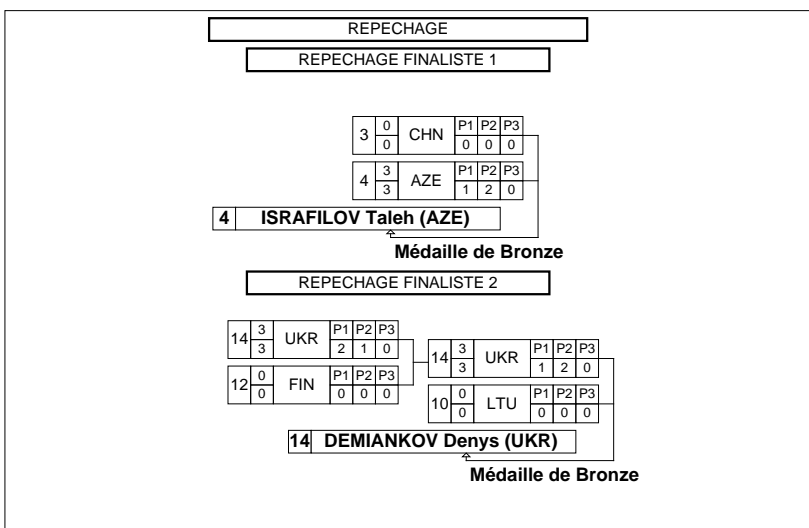 REPECHAGE
REPECHAGE FINALISTE 1
3 0 CHN P1 P2 P3
0 0 0 0
4 3 AZE P1 P2 P3
3 1 2 0
4 ISRAFILOV Taleh (AZE)
Médaille de Bronze
REPECHAGE FINALISTE 2
14 3 UKR P1 P2 P3
3 2 1 0
12 0 FIN P1 P2 P3
0 0 0 0
14 3 UKR P1 P2 P3
3 1 2 0
10 0 LTU P1 P2 P3
0 0 0 0
14 DEMIANKOV Denys (UKR)
Médaille de Bronze